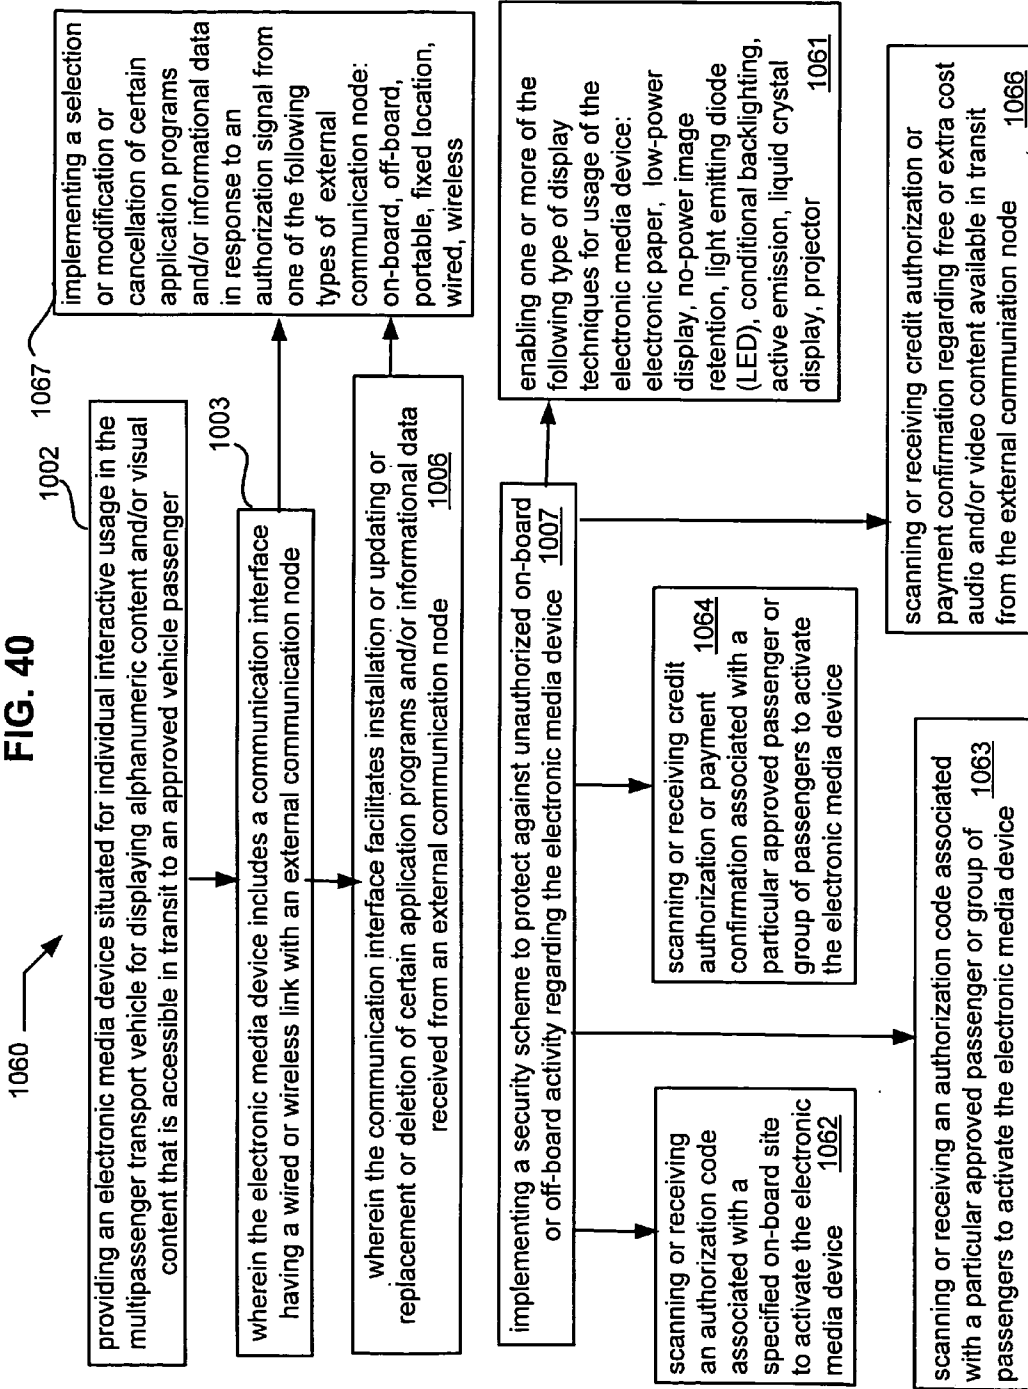 FIG. 40
1060
1002
providing an electronic media device situated for individual interactive usage in the
multipassenger transport vehicle for displaying alphanumeric content and/or visual
content that is accessible in transit to an approved vehicle passenger
1003
wherein the electronic media device includes a communication interface
having a wired or wireless link with an external communication node
wherein the communication interface facilitates installation or updating or
replacement or deletion of certain application programs and/or informational data
received from an external communication node 1006
1067
implementing a selection
or modification or
cancellation of certain
application programs
and/or informational data
in response to an
authorization signal from
one of the following
types of external
communication node:
on-board, off-board,
portable, fixed location,
wired, wireless
implementing a security scheme to protect against unauthorized on-board
or off-board activity regarding the electronic media device 1007
enabling one or more of the
following type of display
techniques for usage of the
electronic media device:
electronic paper, low-power
display, no-power image
retention, light emitting diode
(LED), conditional backlighting,
active emission, liquid crystal
display, projector 1061
scanning or receiving
an authorization code
associated with a
specified on-board site
to activate the electronic
media device 1062
scanning or receiving credit
authorization or payment 1064
confirmation associated with a
particular approved passenger or
group of passengers to activate
the electronic media device
scanning or receiving an authorization code associated
with a particular approved passenger or group of 1063
passengers to activate the electronic media device
scanning or receiving credit authorization or
payment confirmation regarding free or extra cost
audio and/or video content available in transit
from the external communiation node 1066